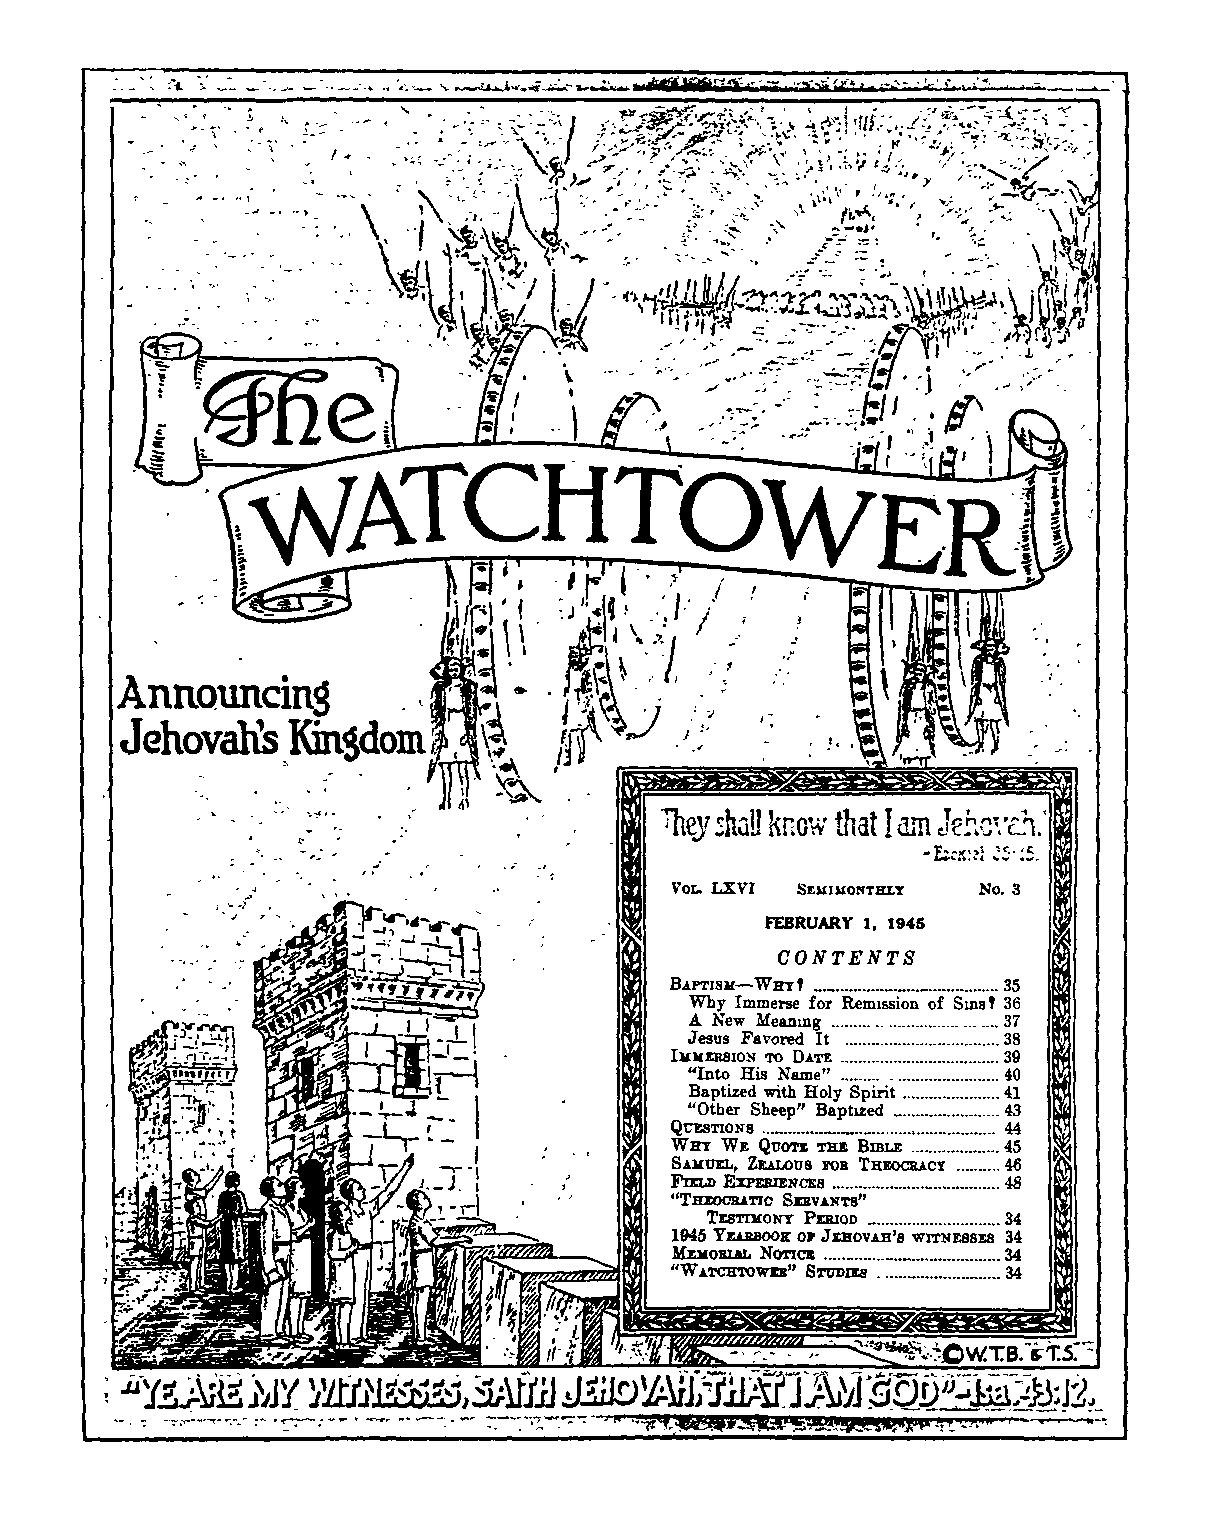 The
WATCHTOWER
Announcing
Jehovah's Kingdom
"They shall know that I am Jehovah."
-Ezekiel 35:15.
VOL. LXVI SEMIMONTHLY No. 3
FEBRUARY 1, 1945
CONTENTS
BAPTISM—WHY? 35
Why Immerse for Remission of Sins? 36
A New Meaning 37
Jesus Favored It 38
IMMERSION TO DATE 39
"Into His Name" 40
Baptized with Holy Spirit 41
"Other Sheep" Baptized 43
QUESTIONS 44
WHY WE QUOTE THE BIBLE 45
SAMUEL, ZEALOUS FOR THEOCRACY 46
FIELD EXPERIENCES 48
"THEOCRATIC SERVANTS"
TESTIMONY PERIOD 34
1945 YEARBOOK OF JEHOVAH'S WITNESSES 34
MEMORIAL NOTICE 34
"WATCHTOWER" STUDIES 34
©W.T.B. & T.S.
"YE ARE MY WITNESSES, SAITH JEHOVAH, THAT I AM GOD"-Isa. 43:12.